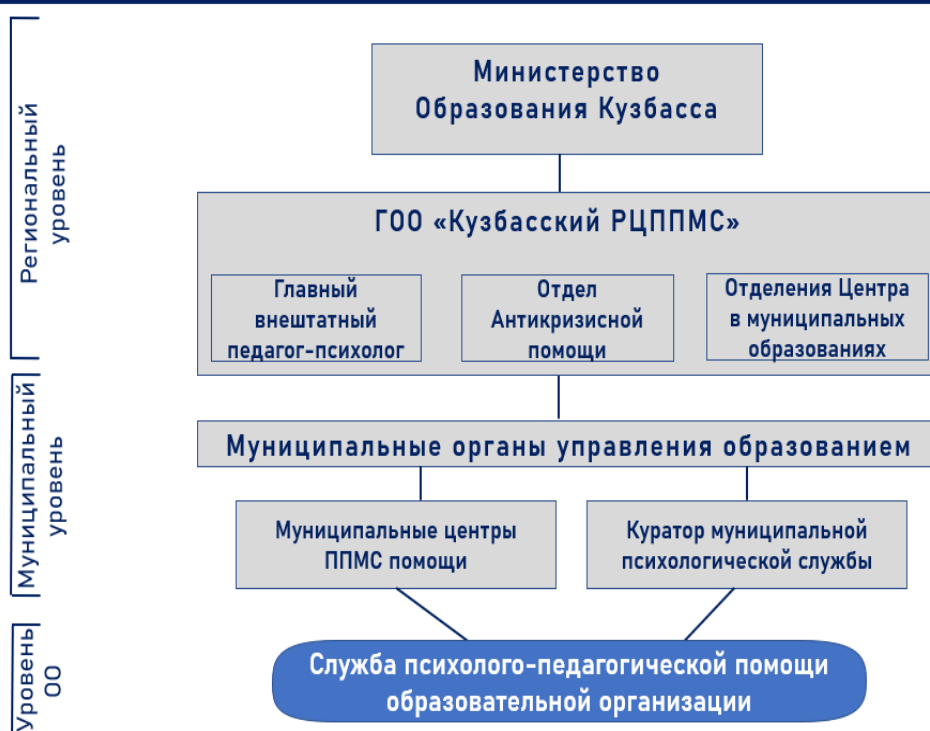 Региональный
уровень
Министерство
Образования Кузбасса
ГОО «Кузбасский РЦППМС»
Главный
внештатный
педагог-психолог
Отдел
Антикризисной
помощи
Отделения Центра
в муниципальных
образованиях
Муниципальный
уровень
Муниципальные органы управления образованием
Муниципальные центры
ППМС помощи
Куратор муниципальной
психологической службы
Уровень
ОО
Служба психолого-педагогической помощи
образовательной организации